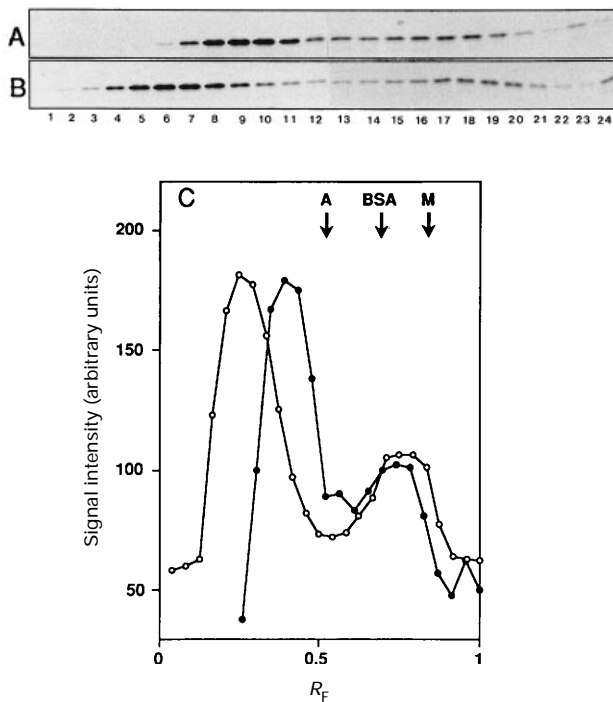 A
B
1 2 3 4 5 6 7 8 9 10 11 12 13 14 15 16 17 18 19 20 21 22 23 24
C
A BSA M
200
150
100
50
Signal intensity (arbitrary units)
0 0.5 1
RF